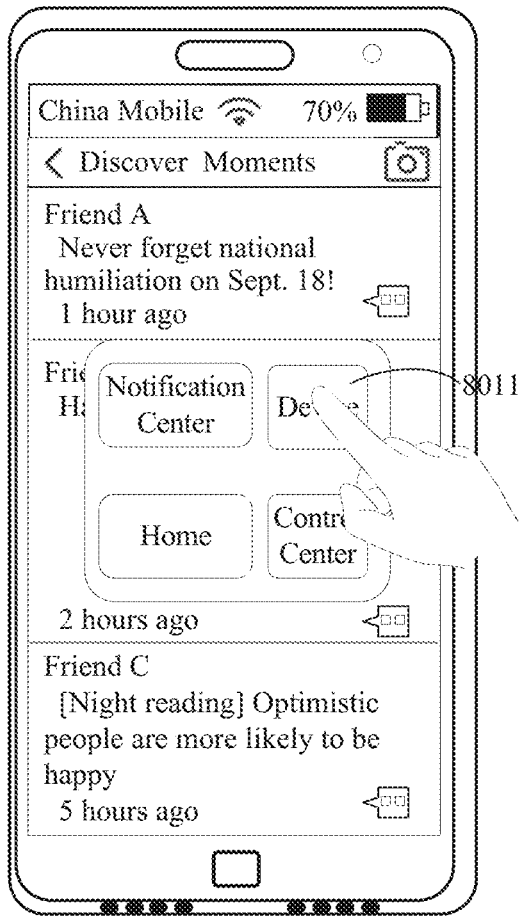 China Mobile 70%
Discover Moments
Friend A
Never forget national
humiliation on Sept. 18!
1 hour ago
Notification
Center
8011
Home
Center
2 hours ago
Friend C
[Night reading] Optimistic
people are more likely to be
happy
5 hours ago